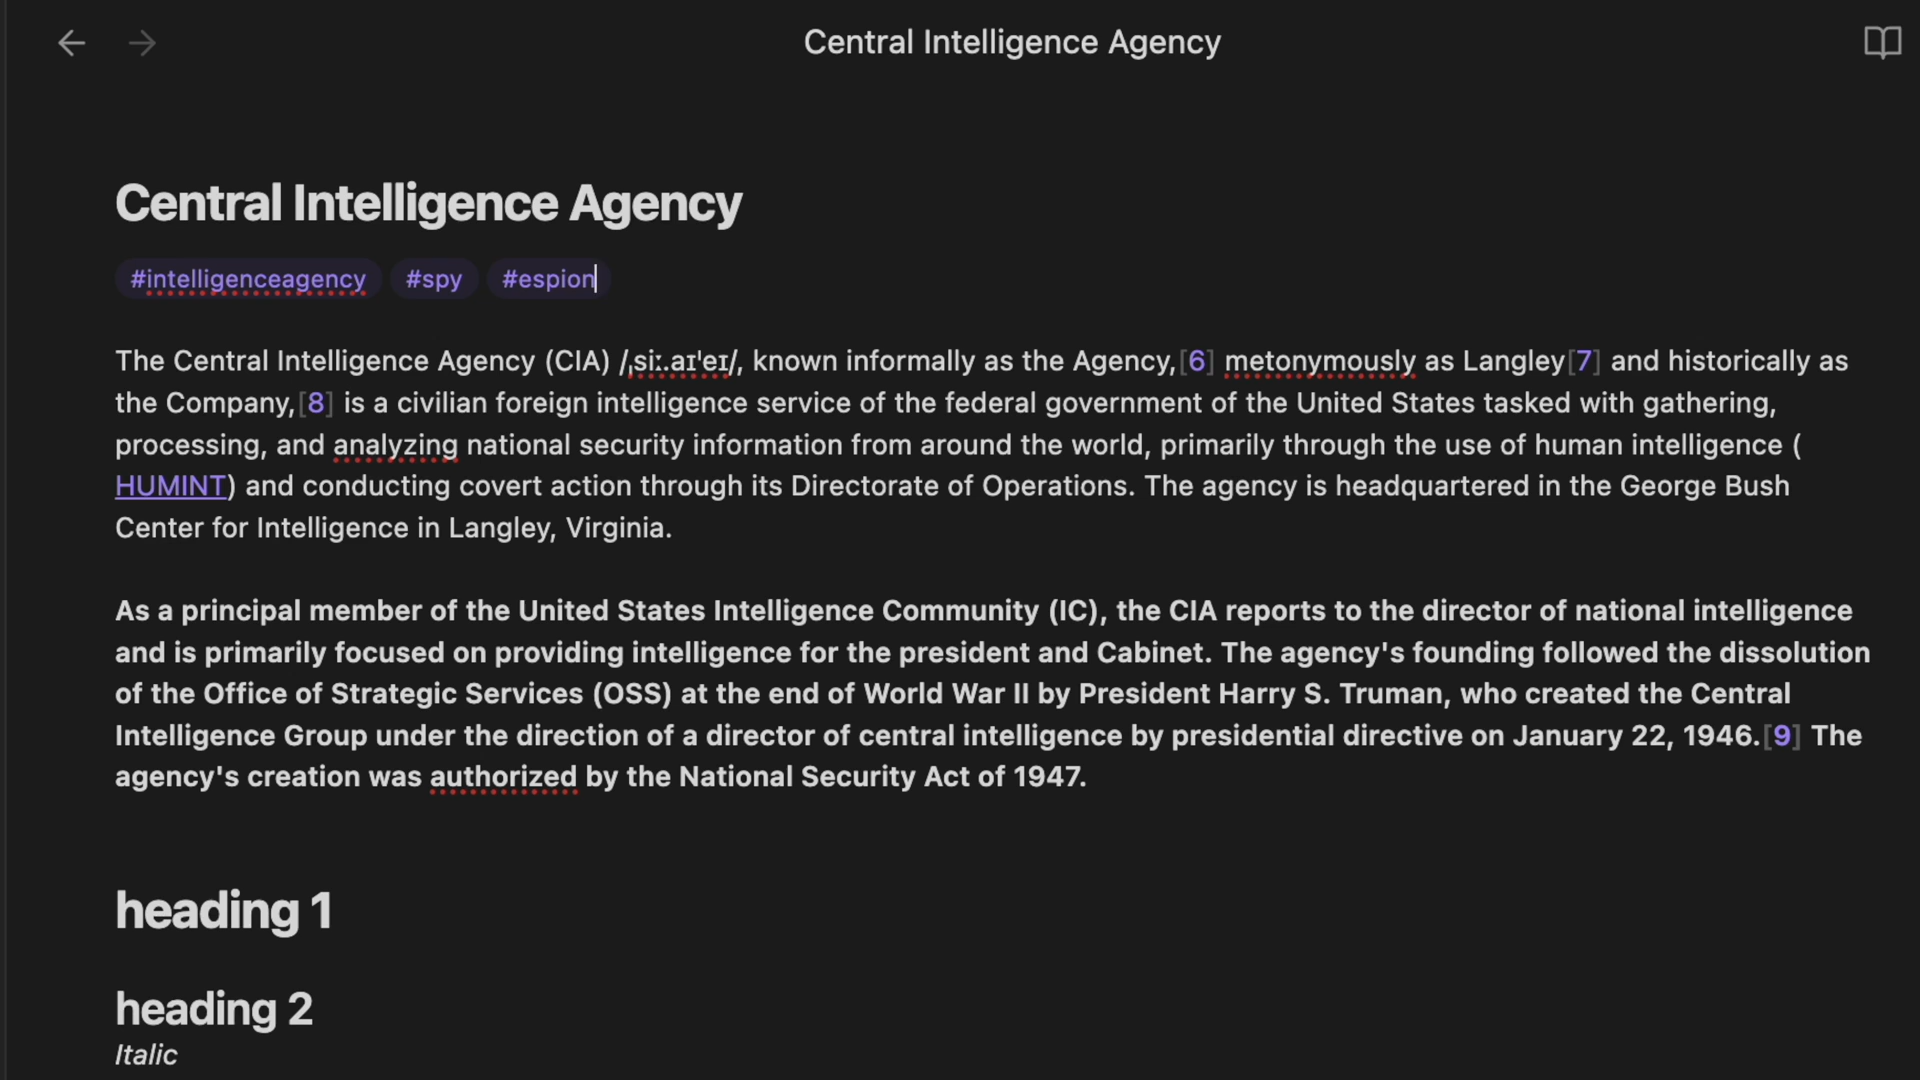 Central Intelligence Agency
Central Intelligence Agency
#intelligenceagency #spy #espion
The Central Intelligence Agency (CIA) /ˌsiː.aɪˈeɪ/, known informally as the Agency,[6] metonymously as Langley[7] and historically as
the Company,[8] is a civilian foreign intelligence service of the federal government of the United States tasked with gathering,
processing, and analyzing national security information from around the world, primarily through the use of human intelligence (
HUMINT) and conducting covert action through its Directorate of Operations. The agency is headquartered in the George Bush
Center for Intelligence in Langley, Virginia.
As a principal member of the United States Intelligence Community (IC), the CIA reports to the director of national intelligence
and is primarily focused on providing intelligence for the president and Cabinet. The agency's founding followed the dissolution
of the Office of Strategic Services (OSS) at the end of World War II by President Harry S. Truman, who created the Central
Intelligence Group under the direction of a director of central intelligence by presidential directive on January 22, 1946.[9] The
agency's creation was authorized by the National Security Act of 1947.
heading 1
heading 2
Italic